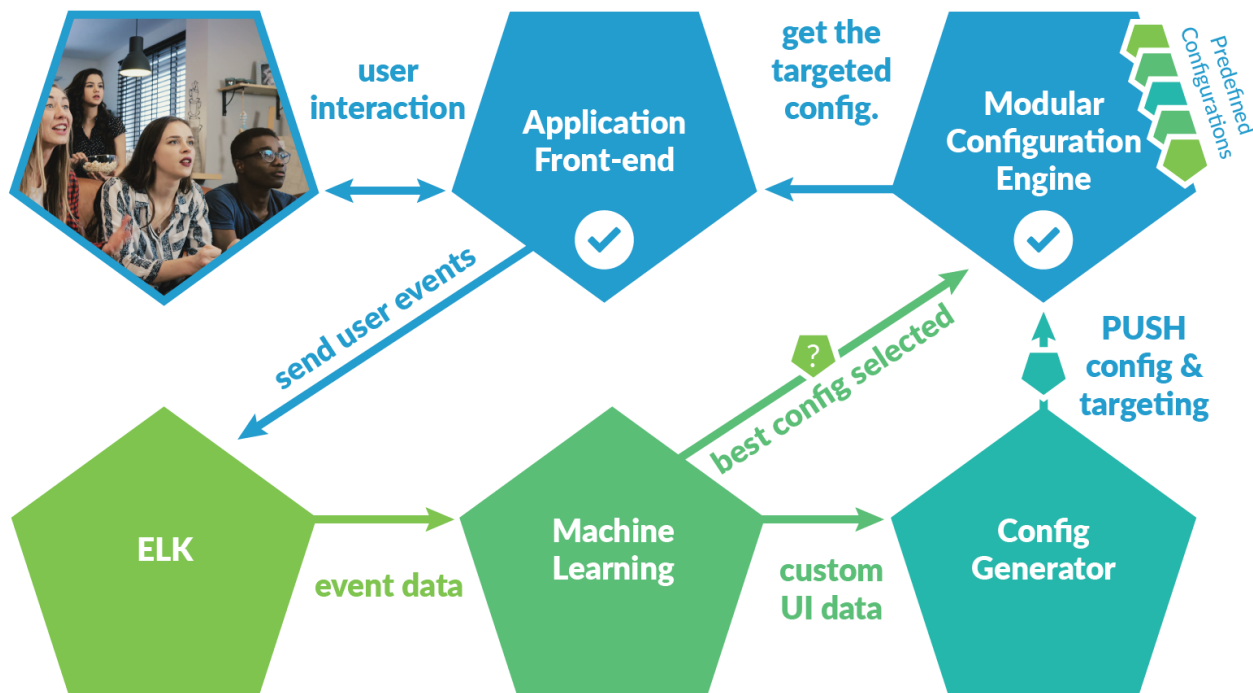 user
interaction
Application
Front-end
get the
targeted
config.
Modular
Configuration
Engine
Predefined
Configurations
send user events
?
best config selected
PUSH
config &
targeting
ELK
event data
Machine
Learning
custom
UI data
Config
Generator